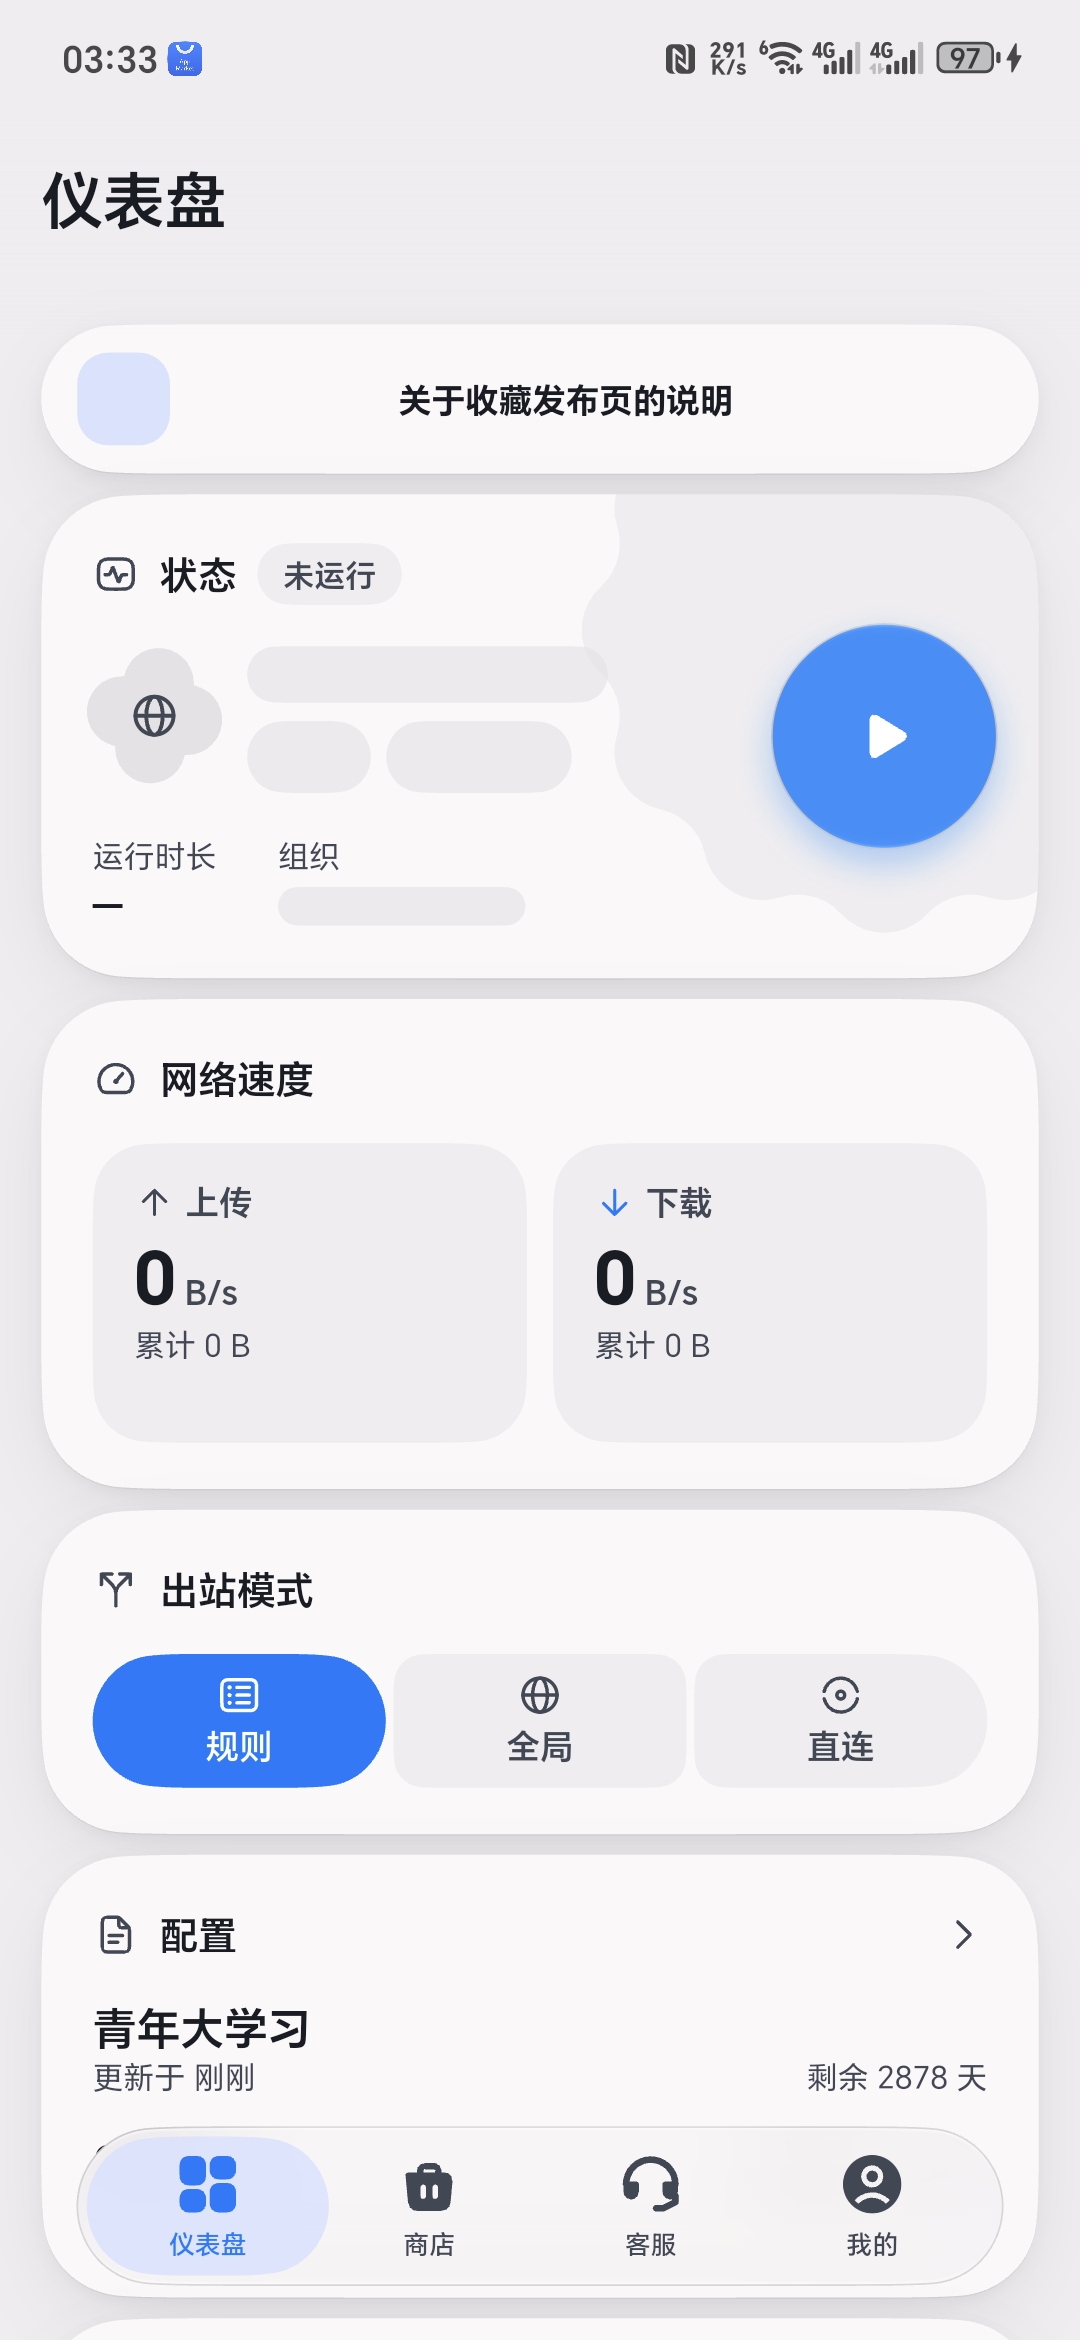 03:33
291 K/s
6
4G
4G
97
仪表盘
关于收藏发布页的说明
状态 未运行
运行时长 组织
—
网络速度
上传 下载
0 B/s 0 B/s
累计 0 B 累计 0 B
出站模式
规则 全局 直连
配置
青年大学习
更新于 刚刚 剩余 2878 天
仪表盘 商店 客服 我的